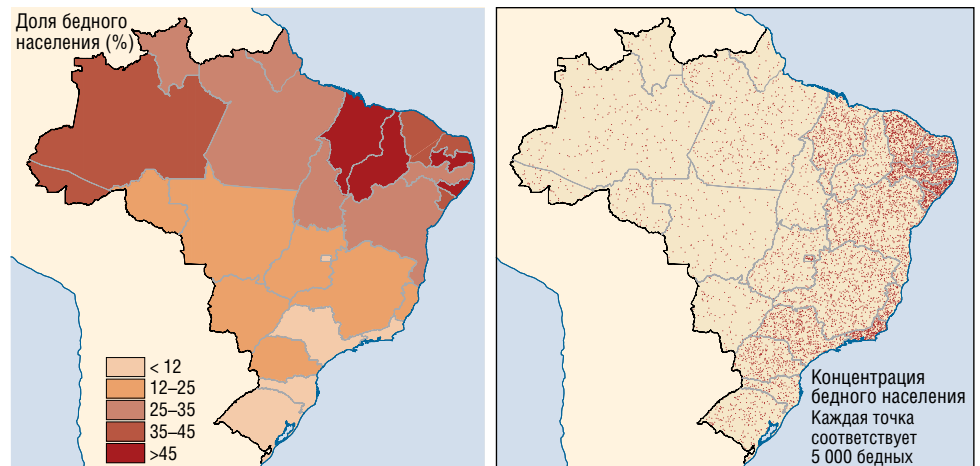 Доля бедного
населения (%)
< 12
12–25
25–35
35–45
>45
Концентрация
бедного населения
Каждая точка
соответствует
5 000 бедных